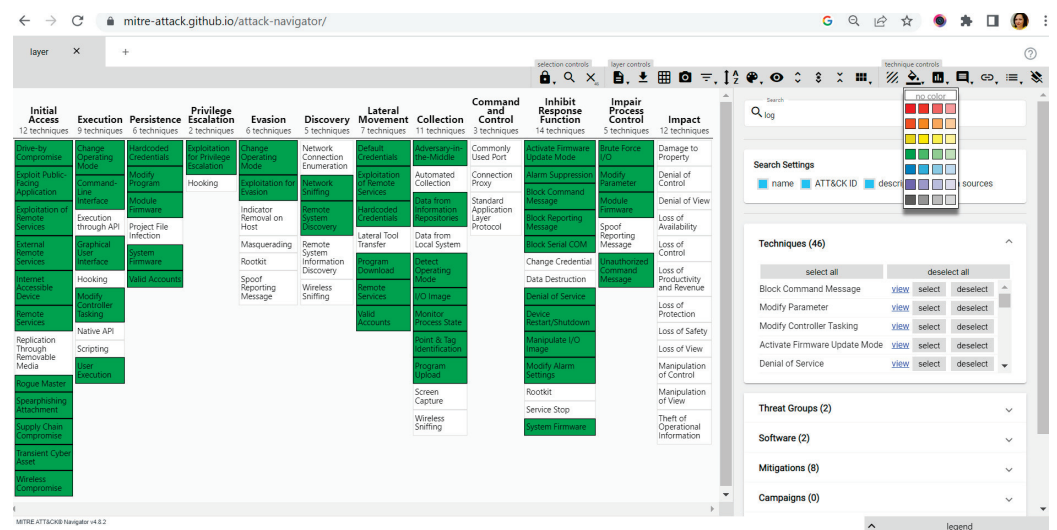 mitre-attack.github.io/attack-navigator/
layer
selection controls
layer controls
technique controls
no color
Initial
Access
12 techniques
Drive-by
Compromise
Exploit Public-
Facing
Application
Exploitation of
Remote
Services
External
Remote
Services
Internet
Accessible
Device
Remote
Services
Replication
Through
Removable
Media
Rogue Master
Spearphishing
Attachment
Supply Chain
Compromise
Transient Cyber
Asset
Wireless
Compromise
Execution
9 techniques
Change
Operating
Mode
Command-
Line
Interface
Execution
through API
Graphical
User
Interface
Hooking
Modify
Controller
Tasking
Native API
Scripting
User
Execution
Persistence
6 techniques
Hardcoded
Credentials
Modify
Program
Module
Firmware
Project File
Infection
System
Firmware
Valid Accounts
Privilege
Escalation
2 techniques
Exploitation
for Privilege
Escalation
Hooking
Evasion
6 techniques
Change
Operating
Mode
Exploitation for
Evasion
Indicator
Removal on
Host
Masquerading
Rootkit
Spoof
Reporting
Message
Discovery
5 techniques
Network
Connection
Enumeration
Network
Sniffing
Remote
System
Discovery
Remote
System
Information
Discovery
Wireless
Sniffing
Lateral
Movement
7 techniques
Default
Credentials
Exploitation
of Remote
Services
Hardcoded
Credentials
Lateral Tool
Transfer
Program
Download
Remote
Services
Valid
Accounts
Collection
11 techniques
Adversary-in-
the-Middle
Automated
Collection
Data from
Information
Repositories
Data from
Local System
Detect
Operating
Mode
I/O Image
Monitor
Process State
Point & Tag
Identification
Program
Upload
Screen
Capture
Wireless
Sniffing
Command
and
Control
3 techniques
Commonly
Used Port
Connection
Proxy
Standard
Application
Layer
Protocol
Inhibit
Response
Function
14 techniques
Activate Firmware
Update Mode
Alarm Suppression
Block Command
Message
Block Reporting
Message
Block Serial COM
Change Credential
Data Destruction
Denial of Service
Device
Restart/Shutdown
Manipulate I/O
Image
Modify Alarm
Settings
Rootkit
Service Stop
System Firmware
Impair
Process
Control
5 techniques
Brute Force
I/O
Modify
Parameter
Module
Firmware
Spoof
Reporting
Message
Unauthorized
Command
Message
Impact
12 techniques
Damage to
Property
Denial of
Control
Denial of View
Loss of
Availability
Loss of
Control
Loss of
Productivity
and Revenue
Loss of
Protection
Loss of Safety
Loss of View
Manipulation
of Control
Manipulation
of View
Theft of
Operational
Information
Search
log
Search Settings
name ATT&CK ID sources
Techniques (46)
select all deselect all
Block Command Message view select deselect
Modify Parameter view select deselect
Modify Controller Tasking view select deselect
Activate Firmware Update Mode view select deselect
Denial of Service view select deselect
Threat Groups (2)
Software (2)
Mitigations (8)
Campaigns (0)
MITRE ATT&CK® Navigator v4.8.2
legend